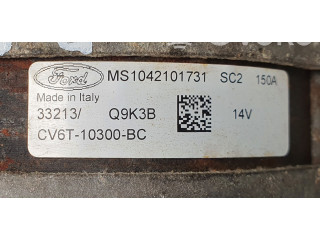 Ford MS1042101731 SC2 150A
Made in Italy
33213/ Q9K3B 14V
CV6T-10300-BC